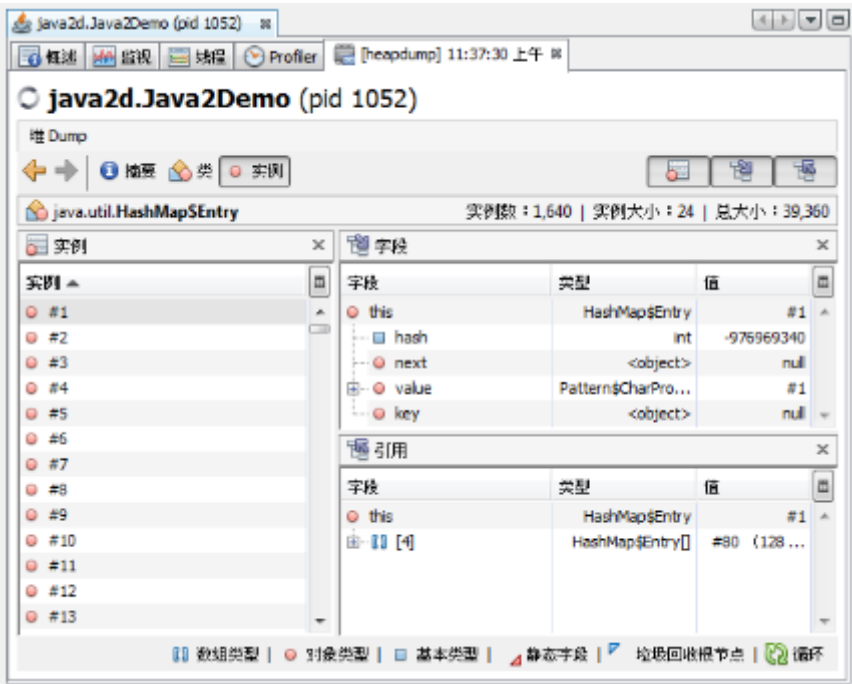 java2d.Java2Demo (pid 1052)
概述 监视 线程 Profiler [heapdump] 11:37:30 上午
java2d.Java2Demo (pid 1052)
堆 Dump
摘要 类 实例
java.util.HashMap$Entry 实例数：1,640 | 实例大小：24 | 总大小：39,360
实例 字段
实例 字段 类型 值
#1 this HashMap$Entry #1
#2 hash int -976969340
#3 next <object> null
#4 value Pattern$CharPro... #1
#5 key <object> null
#6 引用
#7
#8 字段 类型 值
#9 this HashMap$Entry #1
#10 [4] HashMap$Entry[] #80 (128 ...
#11
#12
#13
数组类型 | 对象类型 | 基本类型 | 静态字段 | 垃圾回收根节点 | 循环